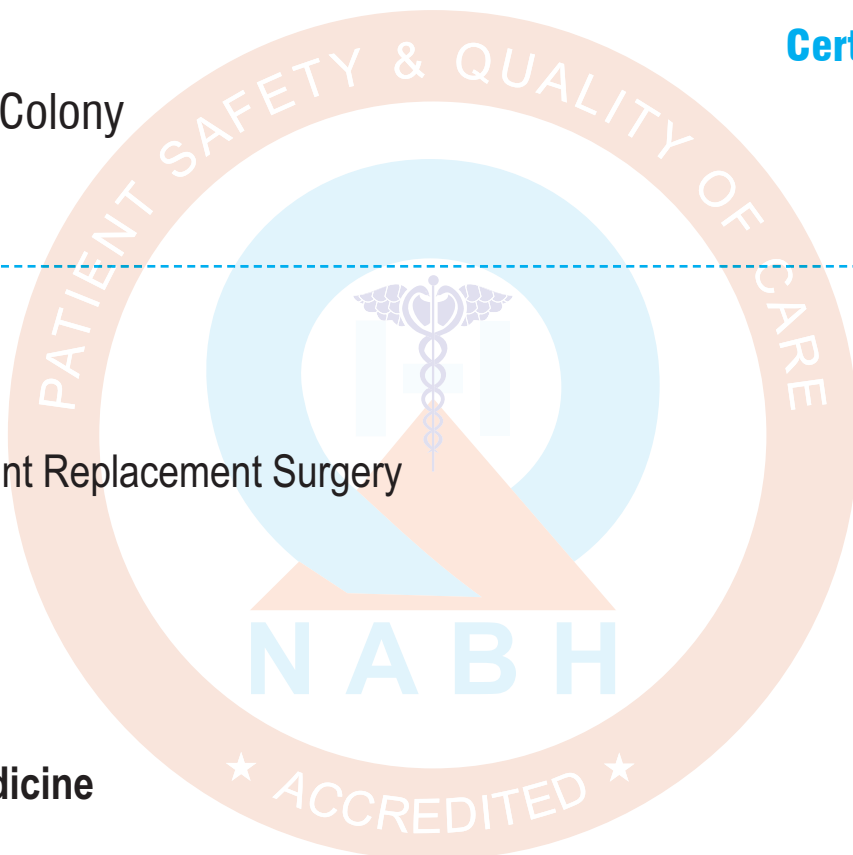 Cert
Colony
PATIENT SAFETY & QUALITY OF CARE
nt Replacement Surgery
NABH
dicine
★ ACCREDITED ★